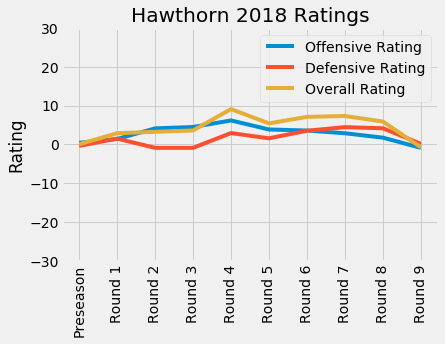 Hawthorn 2018 Ratings
Offensive Rating
Defensive Rating
Overall Rating
Rating
30
20
10
0
−10
−20
−30
Preseason
Round 1
Round 2
Round 3
Round 4
Round 5
Round 6
Round 7
Round 8
Round 9